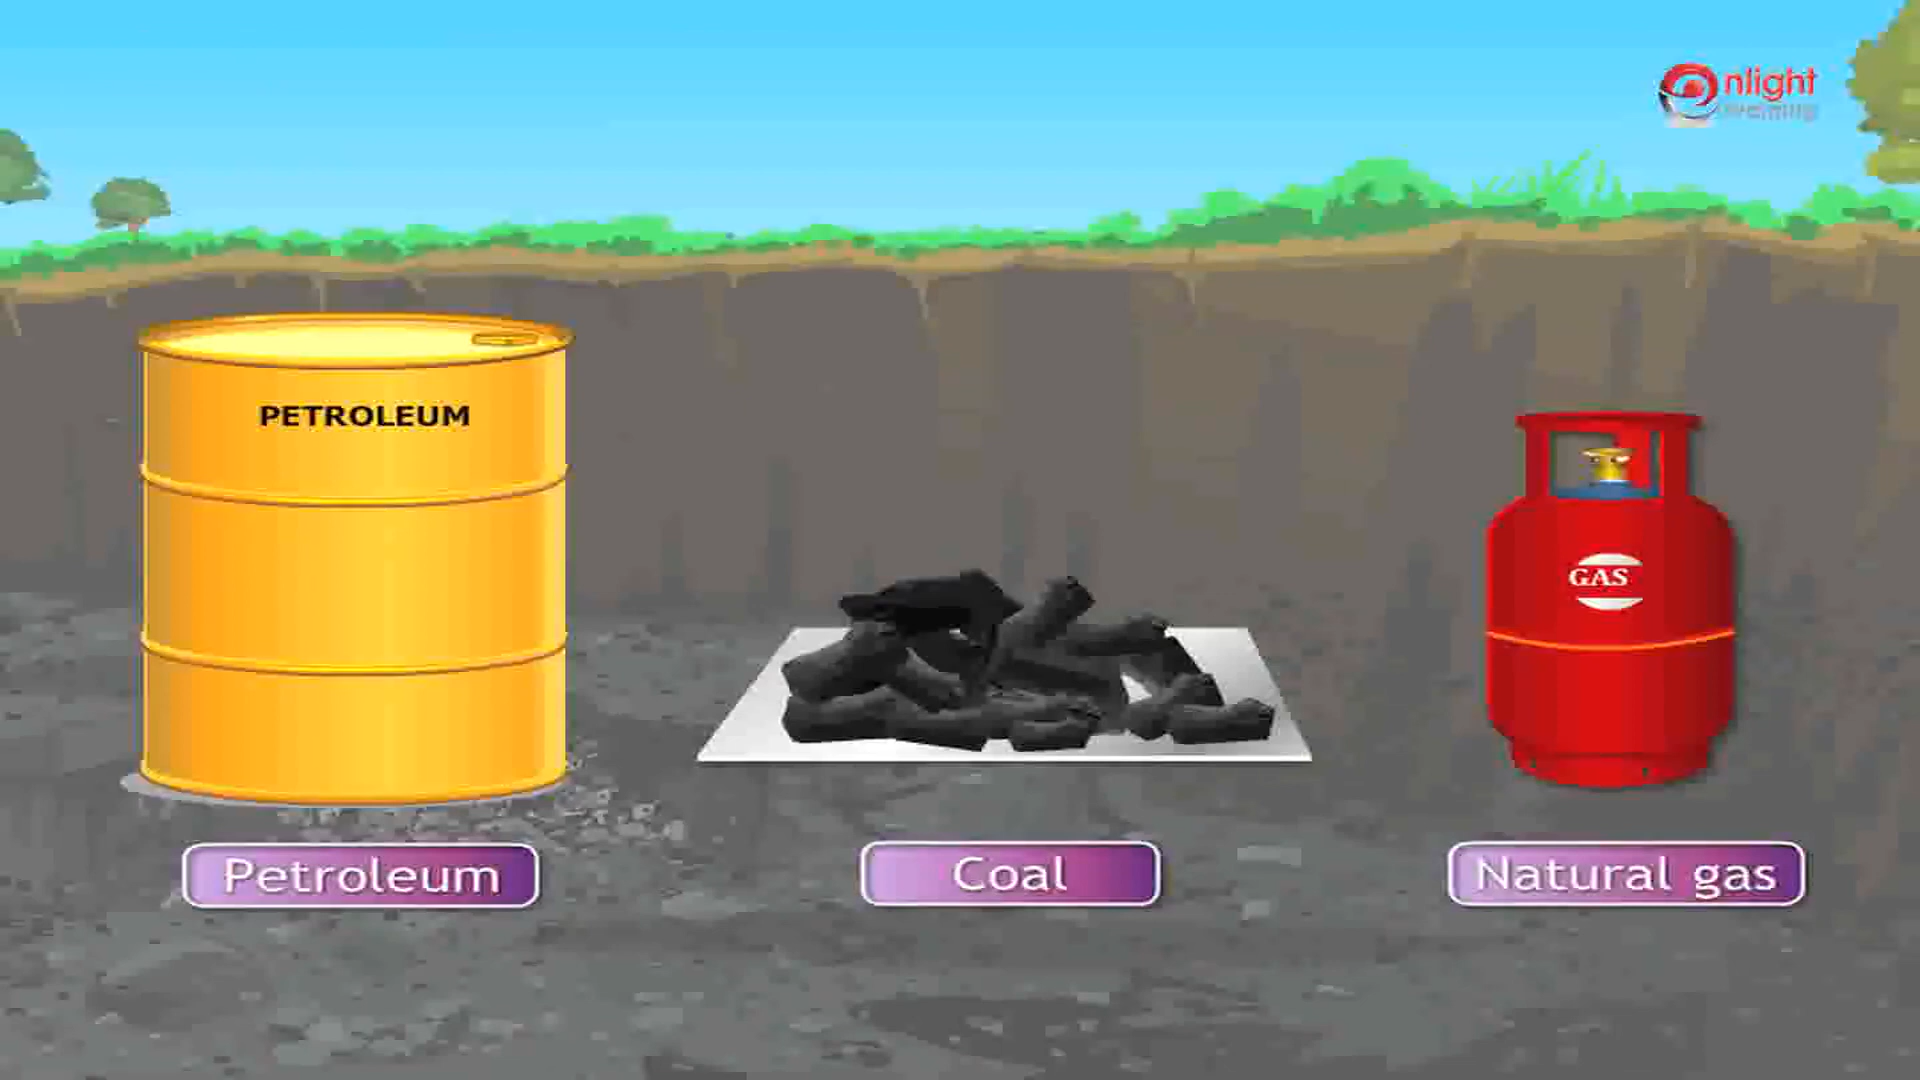 nlight
PETROLEUM
GAS
Petroleum
Coal
Natural gas